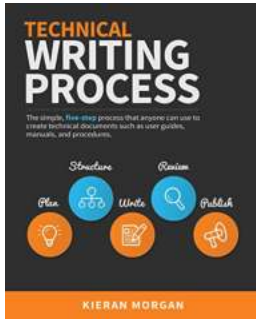 TECHNICAL
WRITING
PROCESS
The simple, five-step process that anyone can use to
create technical documents such as user guides,
manuals, and procedures.
Structure
Review
Plan
Write
Publish
KIERAN MORGAN